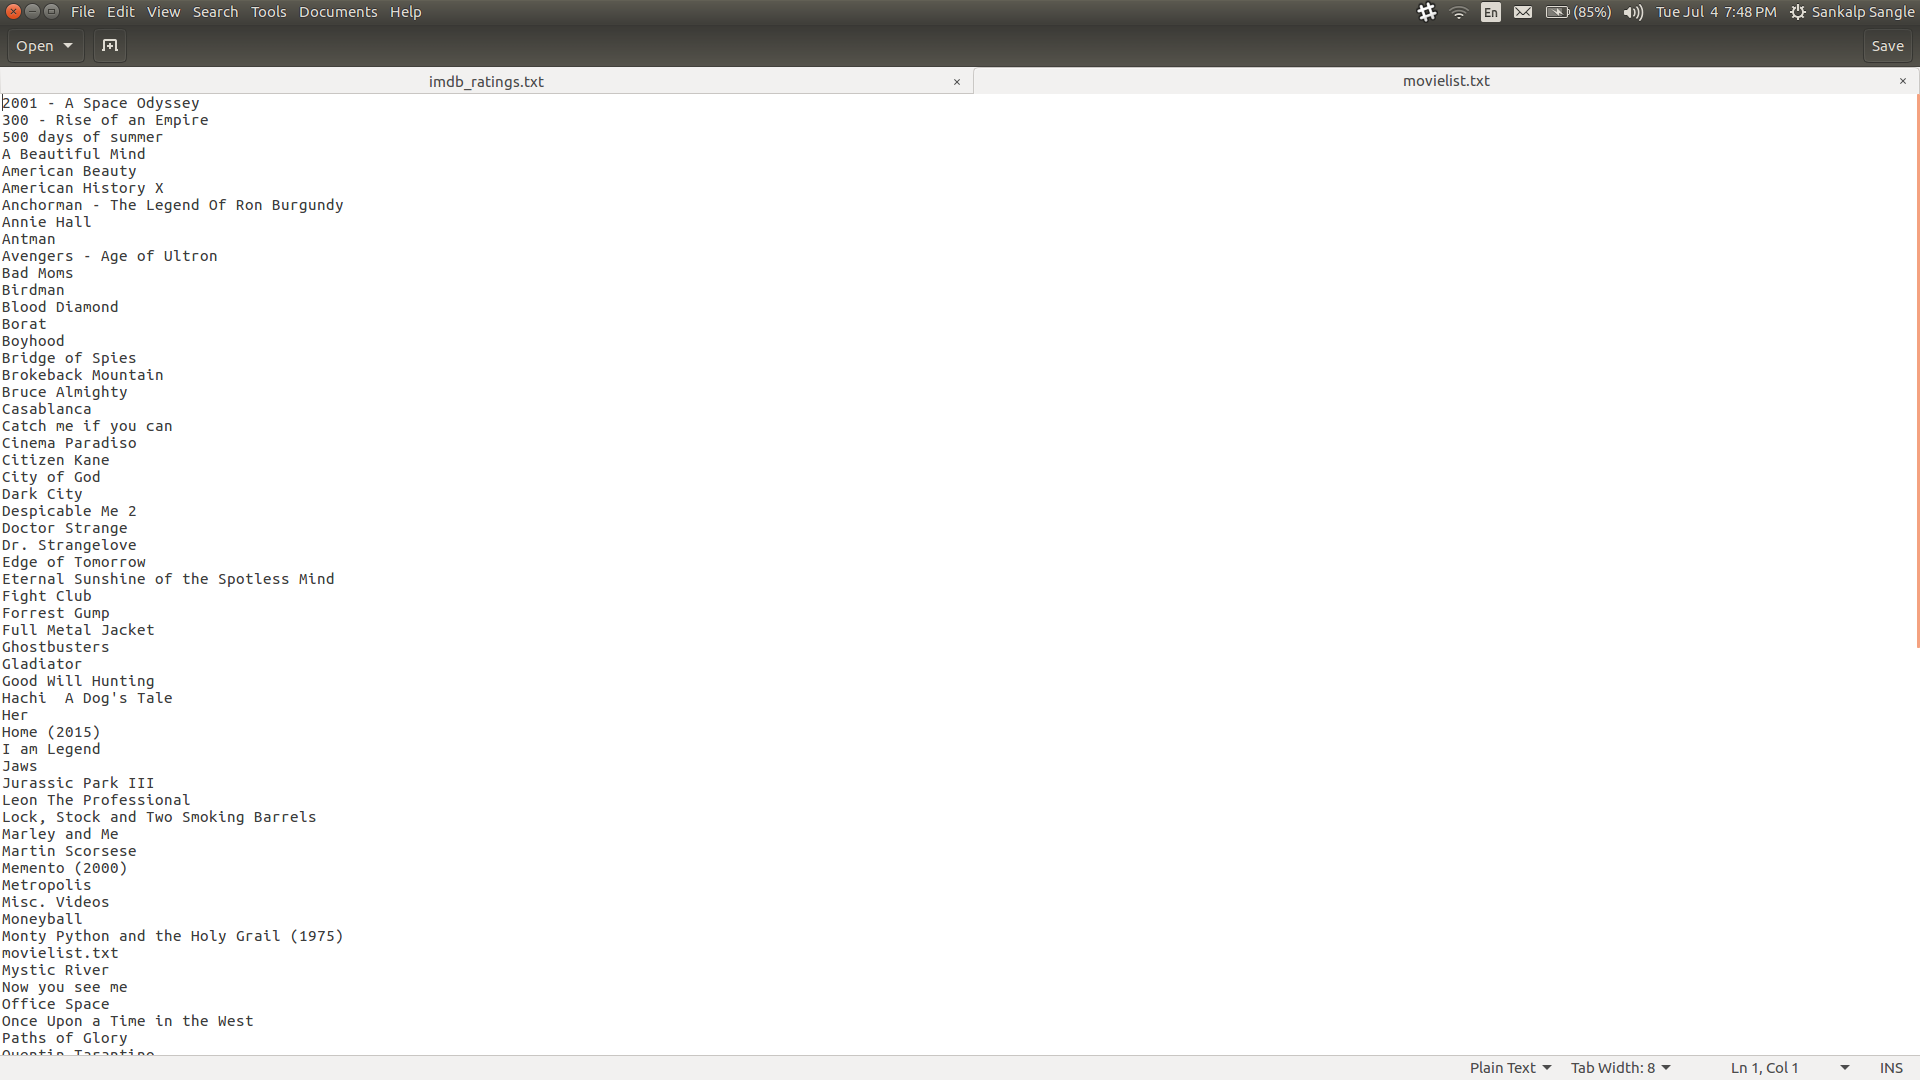 File Edit View Search Tools Documents Help En (85%) Tue Jul 4 7:48 PM Sankalp Sangle
Open Save
imdb_ratings.txt × movielist.txt ×
2001 - A Space Odyssey
300 - Rise of an Empire
500 days of summer
A Beautiful Mind
American Beauty
American History X
Anchorman - The Legend Of Ron Burgundy
Annie Hall
Antman
Avengers - Age of Ultron
Bad Moms
Birdman
Blood Diamond
Borat
Boyhood
Bridge of Spies
Brokeback Mountain
Bruce Almighty
Casablanca
Catch me if you can
Cinema Paradiso
Citizen Kane
City of God
Dark City
Despicable Me 2
Doctor Strange
Dr. Strangelove
Edge of Tomorrow
Eternal Sunshine of the Spotless Mind
Fight Club
Forrest Gump
Full Metal Jacket
Ghostbusters
Gladiator
Good Will Hunting
Hachi  A Dog's Tale
Her
Home (2015)
I am Legend
Jaws
Jurassic Park III
Leon The Professional
Lock, Stock and Two Smoking Barrels
Marley and Me
Martin Scorsese
Memento (2000)
Metropolis
Misc. Videos
Moneyball
Monty Python and the Holy Grail (1975)
movielist.txt
Mystic River
Now you see me
Office Space
Once Upon a Time in the West
Paths of Glory
Quentin Tarantino
Plain Text Tab Width: 8 Ln 1, Col 1 INS